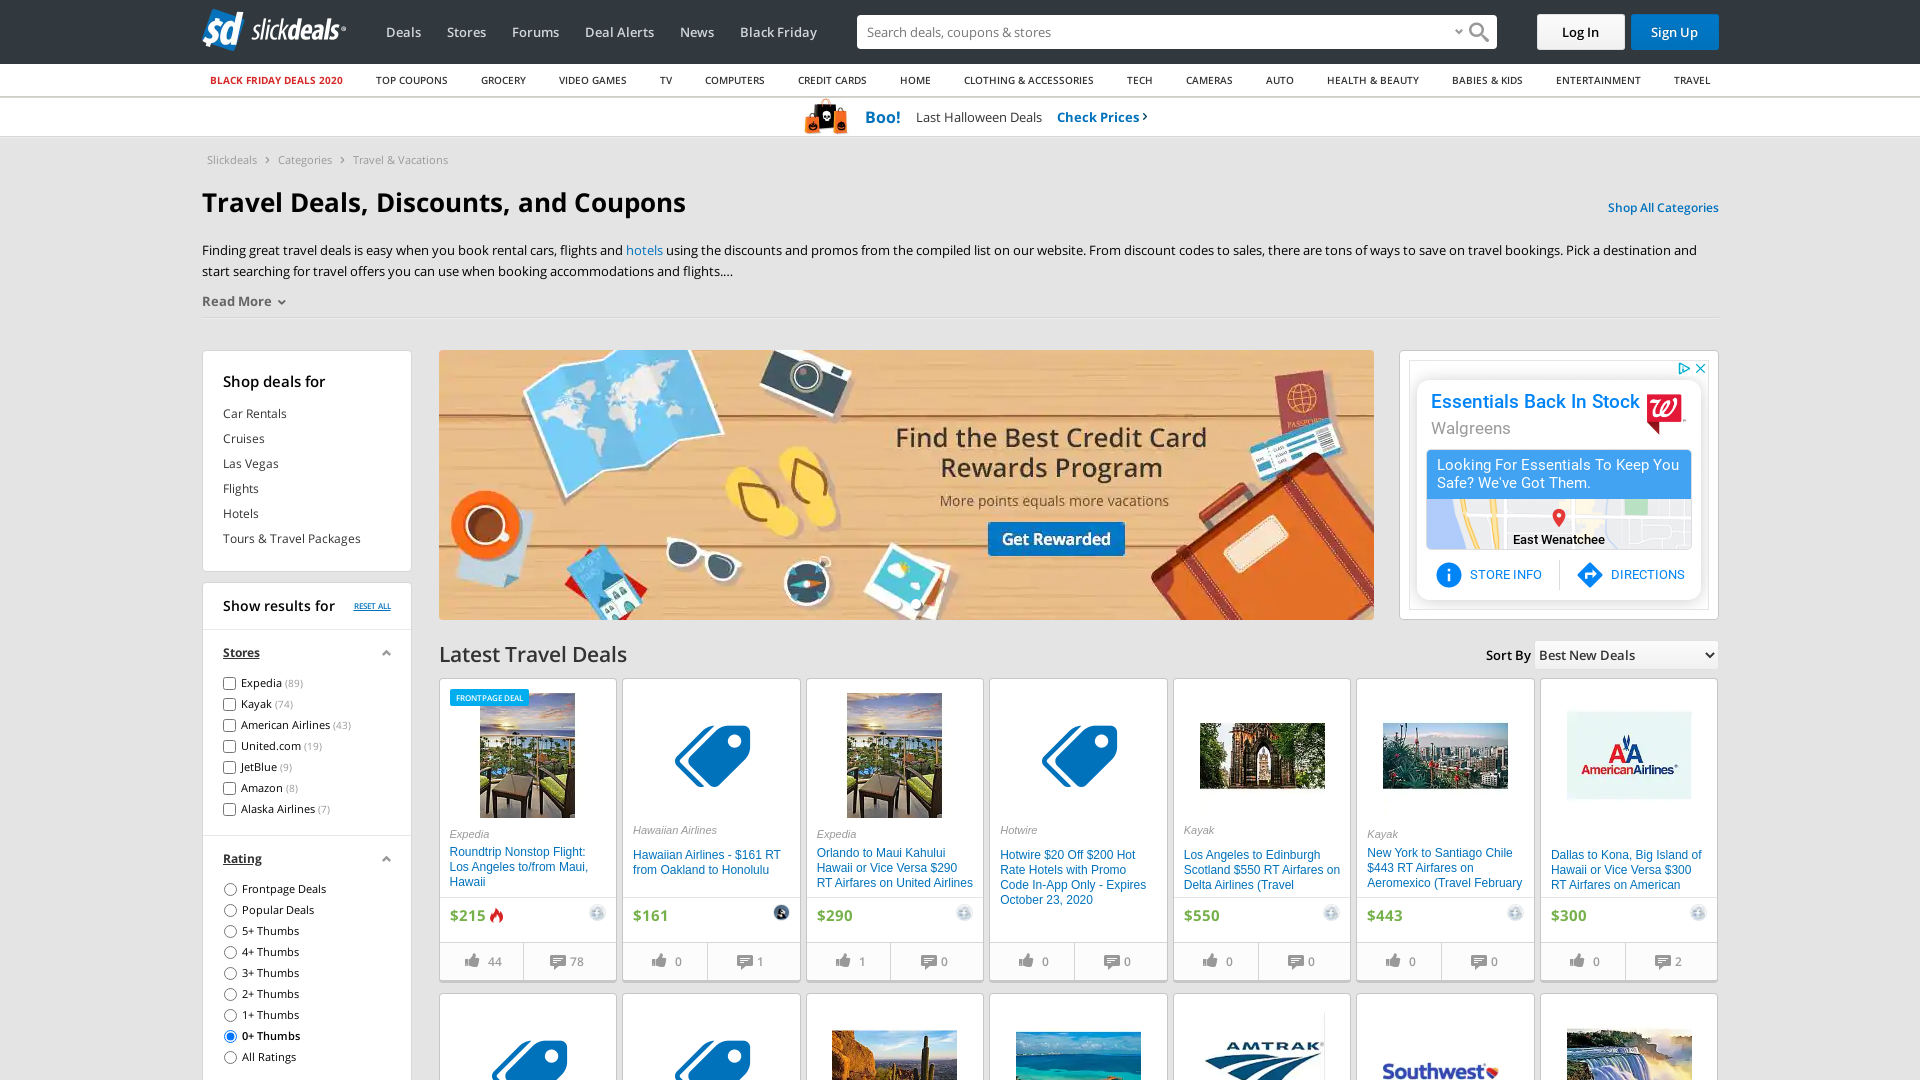 slickdeals
Deals
Stores
Forums
Deal Alerts
News
Black Friday
Search deals, coupons & stores
Log In
Sign Up
BLACK FRIDAY DEALS 2020
TOP COUPONS
GROCERY
VIDEO GAMES
TV
COMPUTERS
CREDIT CARDS
HOME
CLOTHING & ACCESSORIES
TECH
CAMERAS
AUTO
HEALTH & BEAUTY
BABIES & KIDS
ENTERTAINMENT
TRAVEL
Boo! Last Halloween Deals Check Prices
Slickdeals › Categories › Travel & Vacations
Travel Deals, Discounts, and Coupons
Shop All Categories
Finding great travel deals is easy when you book rental cars, flights and hotels using the discounts and promos from the compiled list on our website. From discount codes to sales, there are tons of ways to save on travel bookings. Pick a destination and
start searching for travel offers you can use when booking accommodations and flights....
Read More
Shop deals for
Car Rentals
Cruises
Las Vegas
Flights
Hotels
Tours & Travel Packages
Show results for
RESET ALL
Stores
Expedia (89)
Kayak (74)
American Airlines (43)
United.com (19)
JetBlue (9)
Amazon (8)
Alaska Airlines (7)
Rating
Frontpage Deals
Popular Deals
5+ Thumbs
4+ Thumbs
3+ Thumbs
2+ Thumbs
1+ Thumbs
0+ Thumbs
All Ratings
PASSPORT
Find the Best Credit Card
Rewards Program
More points equals more vacations
Get Rewarded
Essentials Back In Stock
Walgreens
Looking For Essentials To Keep You
Safe? We've Got Them.
East Wenatchee
STORE INFO
DIRECTIONS
Latest Travel Deals
Sort By
Best New Deals
FRONTPAGE DEAL
Expedia
Roundtrip Nonstop Flight:
Los Angeles to/from Maui,
Hawaii
$215
44
78
Hawaiian Airlines
Hawaiian Airlines - $161 RT
from Oakland to Honolulu
$161
0
1
Expedia
Orlando to Maui Kahului
Hawaii or Vice Versa $290
RT Airfares on United Airlines
$290
1
0
Hotwire
Hotwire $20 Off $200 Hot
Rate Hotels with Promo
Code In-App Only - Expires
October 23, 2020
0
0
Kayak
Los Angeles to Edinburgh
Scotland $550 RT Airfares on
Delta Airlines (Travel
$550
0
0
Kayak
New York to Santiago Chile
$443 RT Airfares on
Aeromexico (Travel February
$443
0
0
AmericanAirlines
Dallas to Kona, Big Island of
Hawaii or Vice Versa $300
RT Airfares on American
$300
0
2
AMTRAK
Southwest